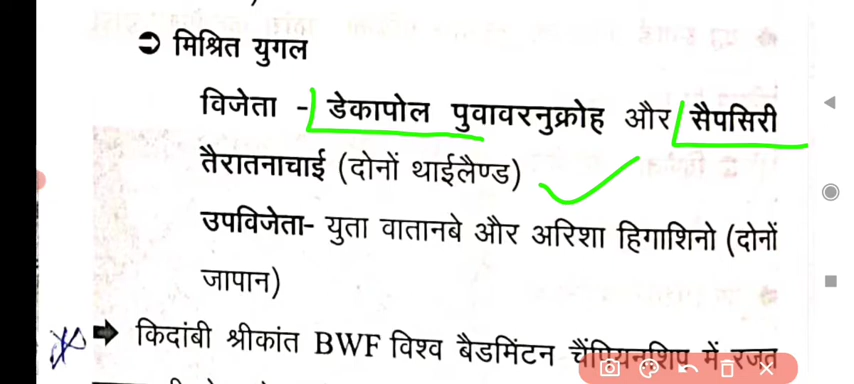 ➲ मिश्रित युगल
विजेता - डेकापोल पुवावरनुक्रोह और सैपसिरी
तैरातनाचाई (दोनों थाईलैण्ड)
उपविजेता- युता वातानबे और अरिशा हिगाशिनो (दोनों
जापान)
➡ किदांबी श्रीकांत BWF विश्व बैडमिंटन चैंपियनशिप में रजत